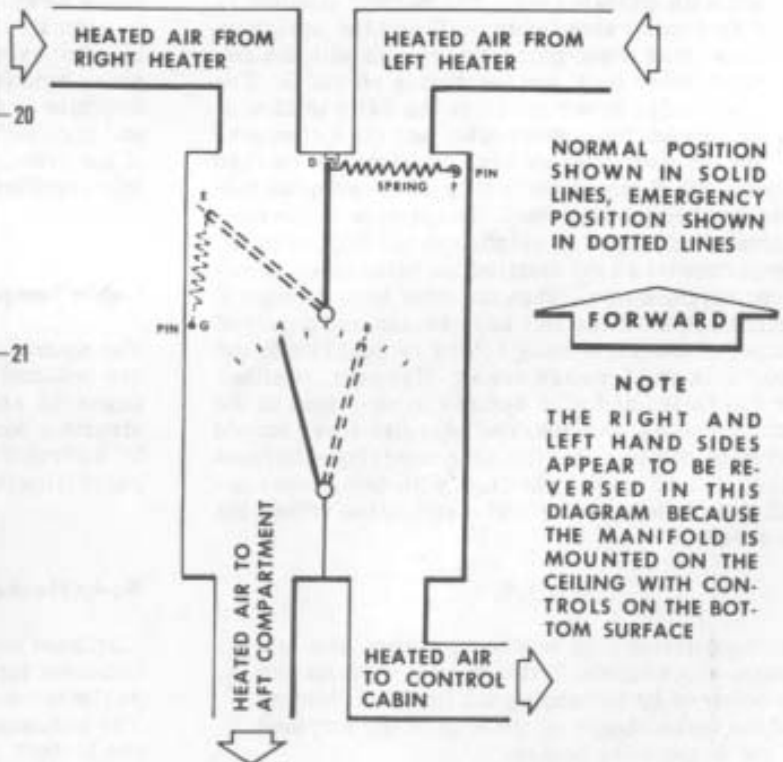 HEATED AIR FROM
RIGHT HEATER
HEATED AIR FROM
LEFT HEATER
-20
D
SPRING
F
PIN
E
PIN
G
-21
A
B
NORMAL POSITION
SHOWN IN SOLID
LINES, EMERGENCY
POSITION SHOWN
IN DOTTED LINES
FORWARD
NOTE
THE RIGHT AND
LEFT HAND SIDES
APPEAR TO BE RE-
VERSED IN THIS
DIAGRAM BECAUSE
THE MANIFOLD IS
MOUNTED ON THE
CEILING WITH CON-
TROLS ON THE BOT-
TOM SURFACE
HEATED AIR TO
AFT COMPARTMENT
HEATED AIR
TO CONTROL
CABIN